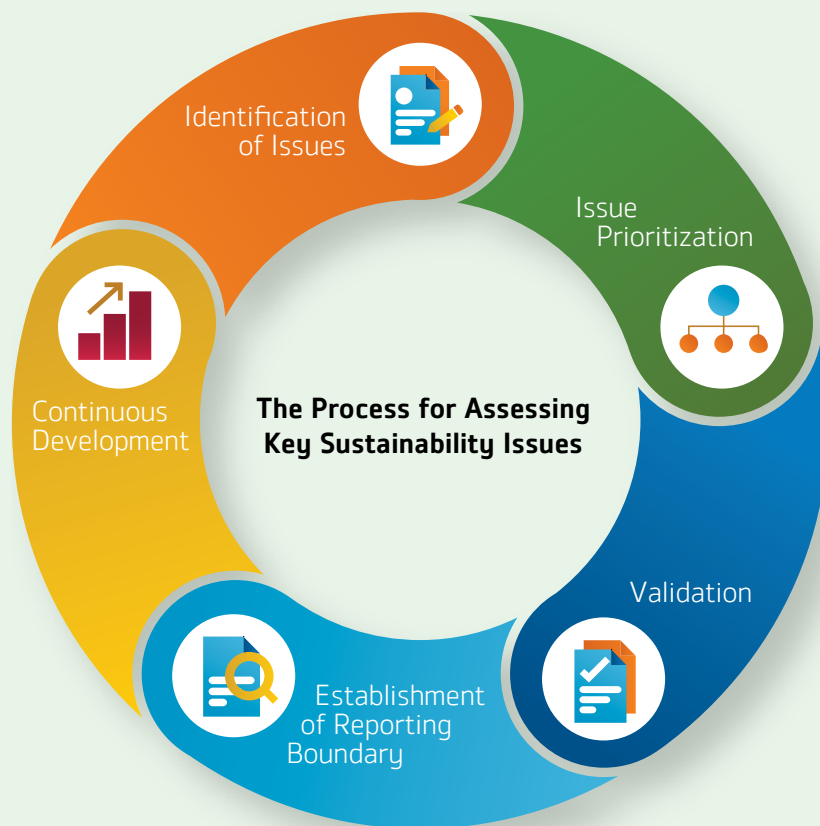 Identification
of Issues
Issue
Prioritization
The Process for Assessing
Key Sustainability Issues
Continuous
Development
Validation
Establishment
of Reporting
Boundary